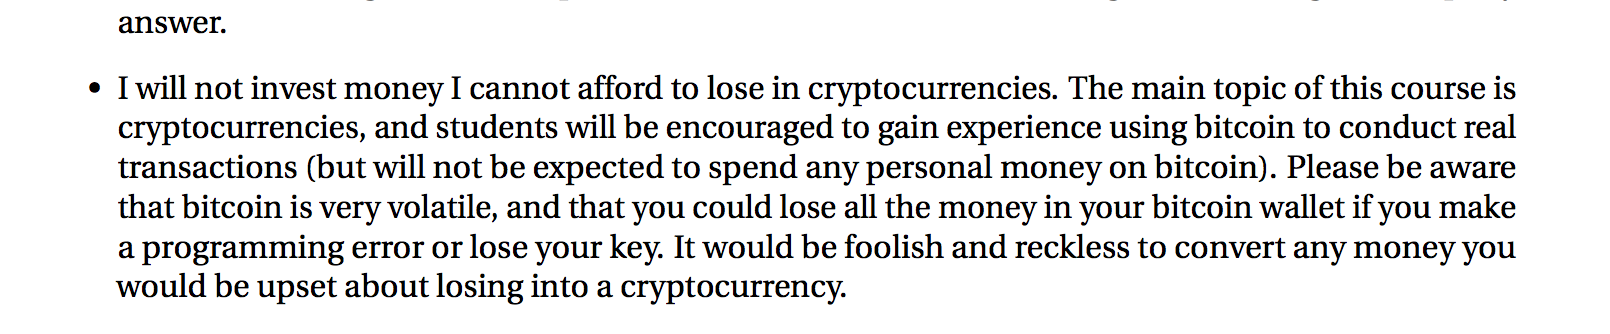 answer.
• I will not invest money I cannot afford to lose in cryptocurrencies. The main topic of this course is
cryptocurrencies, and students will be encouraged to gain experience using bitcoin to conduct real
transactions (but will not be expected to spend any personal money on bitcoin). Please be aware
that bitcoin is very volatile, and that you could lose all the money in your bitcoin wallet if you make
a programming error or lose your key. It would be foolish and reckless to convert any money you
would be upset about losing into a cryptocurrency.